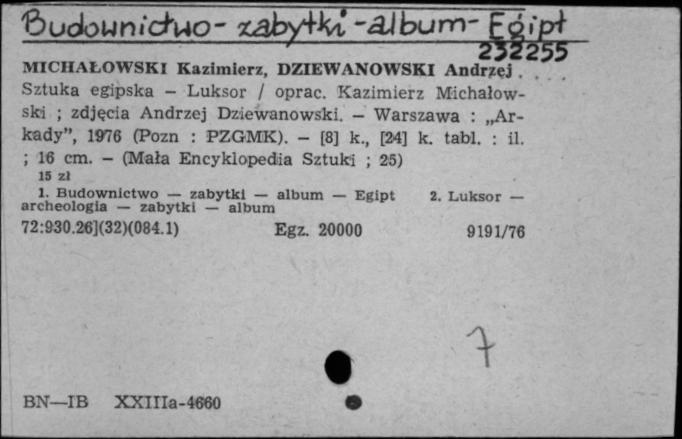 Budownictwo - zabytki - album - Egipt
232255
MICHAŁOWSKI Kazimierz, DZIEWANOWSKI Andrzej .
Sztuka egipska — Luksor / oprac. Kazimierz Michałow-
ski ; zdjęcia Andrzej Dziewanowski. — Warszawa : „Ar-
kady”, 1976 (Pozn : PZGMK). — [8] k., [24] k. tabl. : il.
; 16 cm. — (Mała Encyklopedia Sztuki ; 25)
15 zł
1. Budownictwo — zabytki — album — Egipt 2. Luksor —
archeologia — zabytki — album
72:930.26](32)(084.1) Egz. 20000 9191/76
7
BN—IB XXIIIa-4660